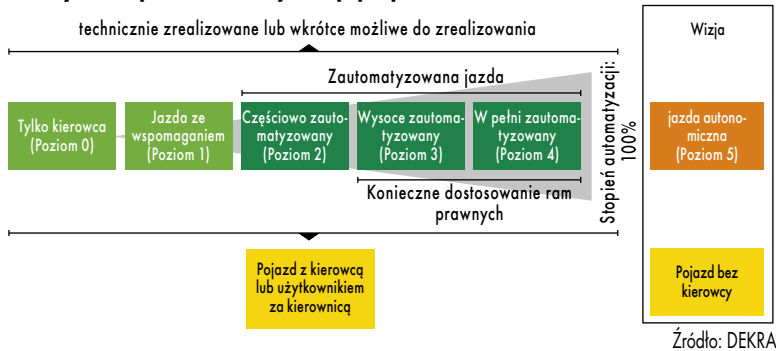 technicznie zrealizowane lub wkrótce możliwe do zrealizowania
Wizja
Zautomatyzowana jazda
Tylko kierowca
(Poziom 0)
Jazda ze
wspomaganiem
(Poziom 1)
Częściowo zauto-
matyzowany
(Poziom 2)
Wysoce zautoma-
tyzowany
(Poziom 3)
W pełni zautoma-
tyzowany
(Poziom 4)
Stopień automatyzacji:
100%
jazda autono-
miczna
(Poziom 5)
Konieczne dostosowanie ram
prawnych
Pojazd z kierowcą
lub użytkownikiem
za kierownicą
Pojazd bez
kierowcy
Źródło: DEKRA